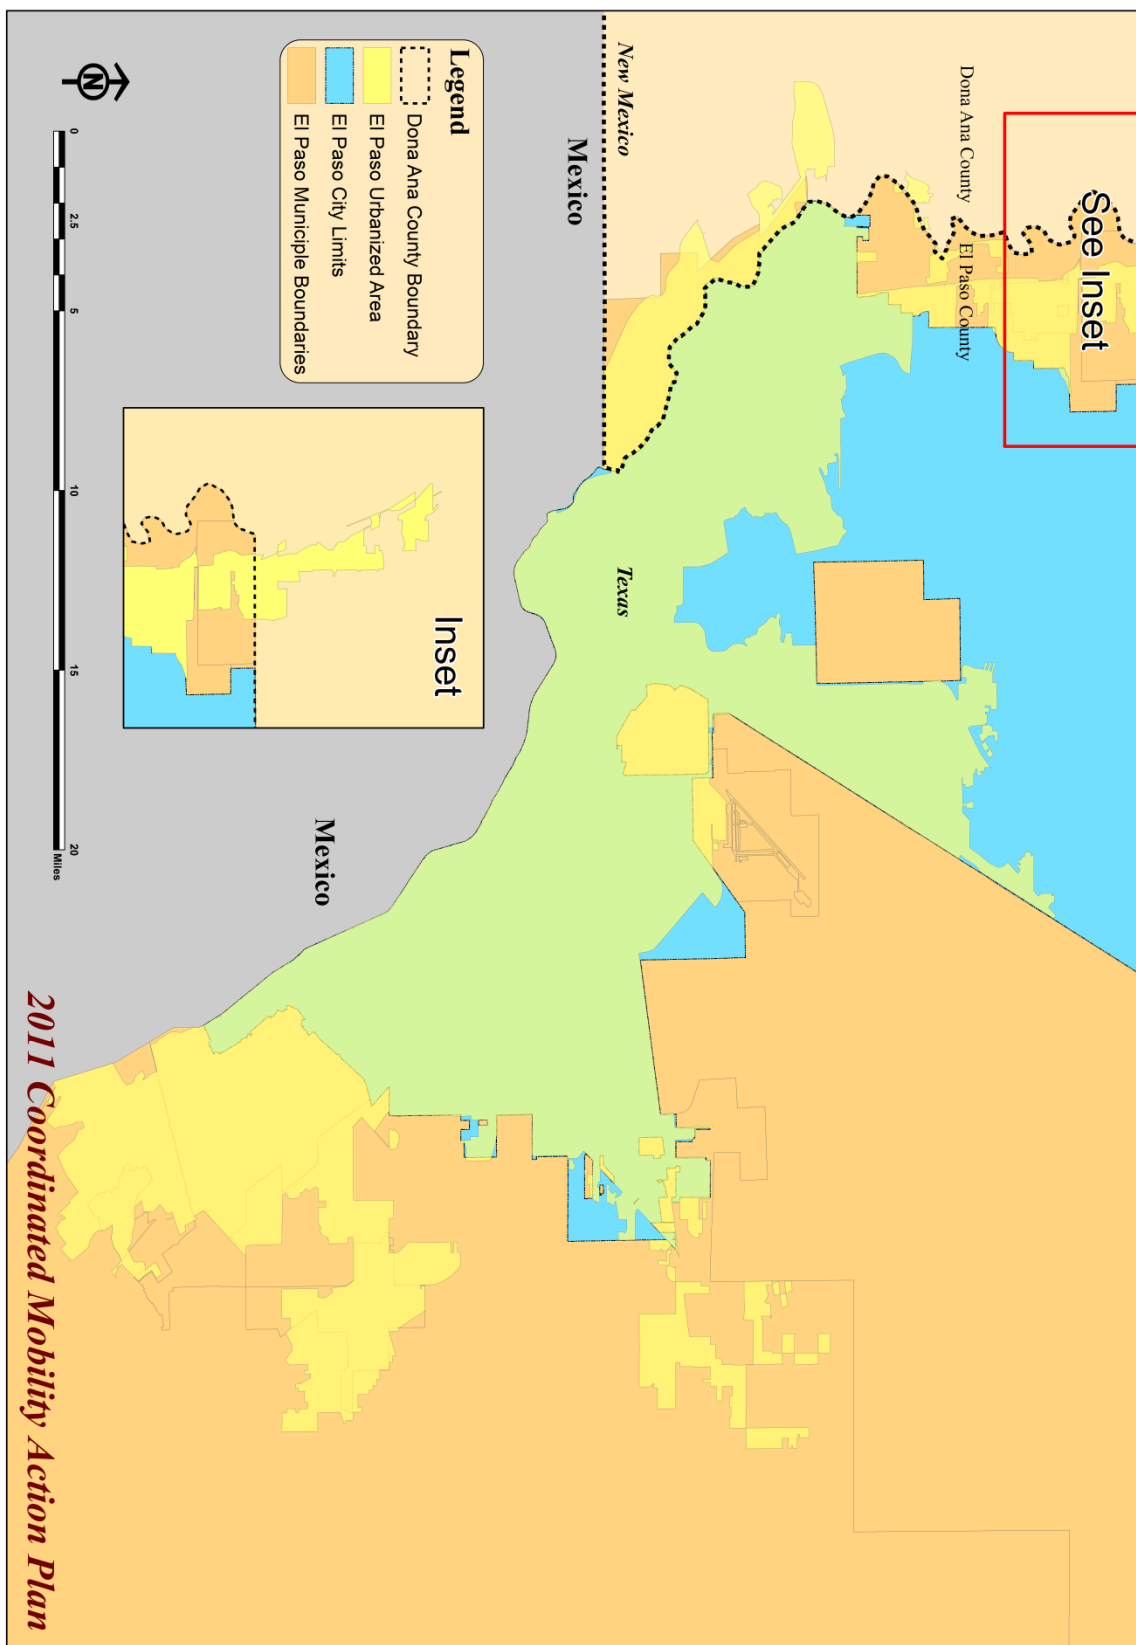 See Inset
Dona Ana County
El Paso County
New Mexico
Mexico
Texas
Legend
Dona Ana County Boundary
El Paso Urbanized Area
El Paso City Limits
El Paso Municiple Boundaries
Inset
Mexico
N
0 2.5 5 10 15 20
Miles
2011 Coordinated Mobility Action Plan